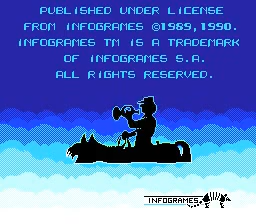 PUBLISHED UNDER LICENSE
FROM INFOGRAMES ©1989,1990.
INFOGRAMES TM IS A TRADEMARK
OF INFOGRAMES S.A.
ALL RIGHTS RESERVED.
INFOGRAMES